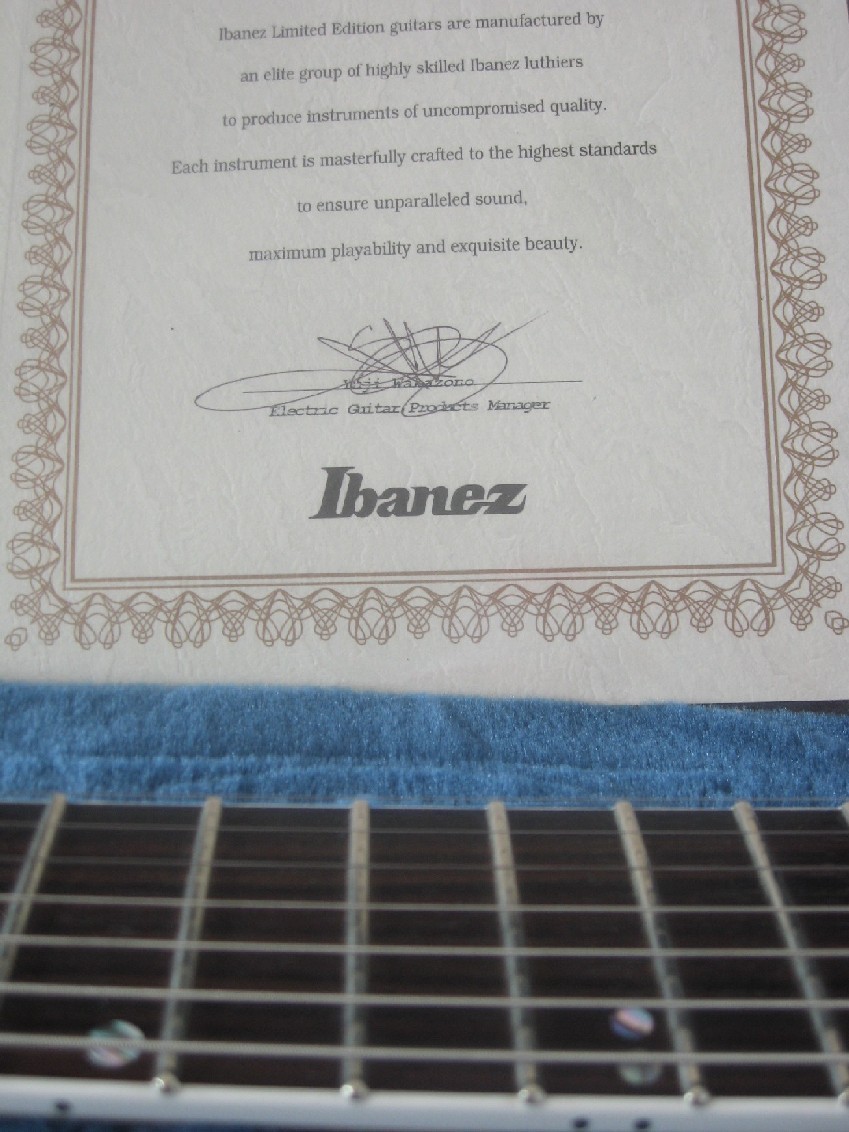 Ibanez Limited Edition guitars are manufactured by
an elite group of highly skilled Ibanez luthiers
to produce instruments of uncompromised quality.
Each instrument is masterfully crafted to the highest standards
to ensure unparalleled sound,
maximum playability and exquisite beauty.
Electric Guitar Products Manager
Ibanez